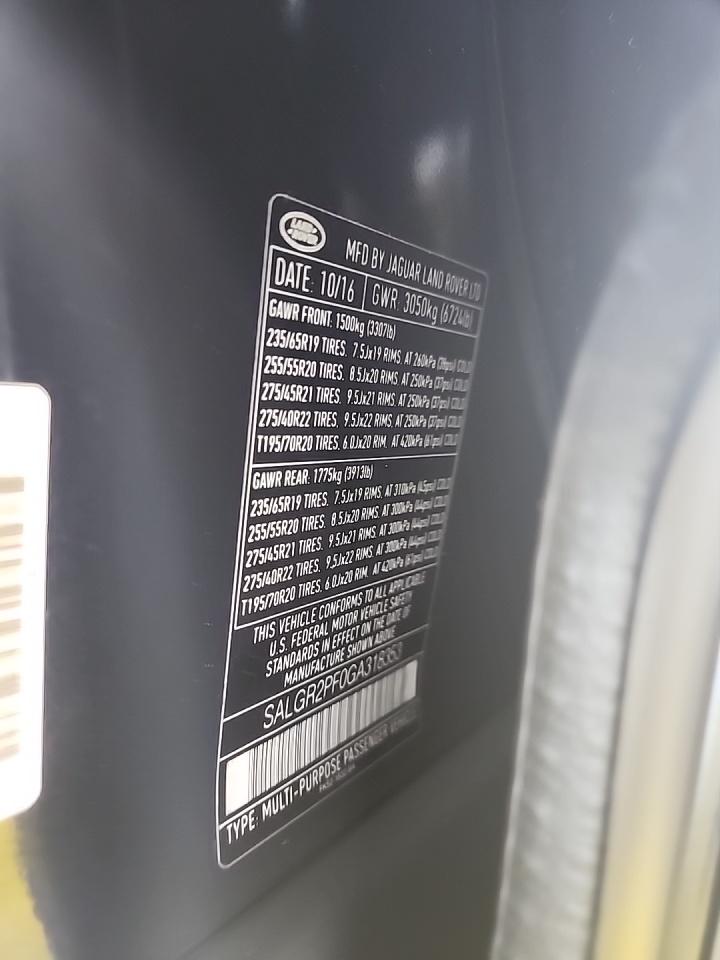 LAND-
-ROVER
MFD BY JAGUAR LAND ROVER LTD
DATE: 10/16 GWR: 3050kg (6724lb)
GAWR FRONT: 1500kg (3307lb)
235/65R19 TIRES, 7.5Jx19 RIMS, AT 260kPa (38psi) COLD
255/55R20 TIRES, 8.5Jx20 RIMS, AT 250kPa (37psi) COLD
275/45R21 TIRES, 9.5Jx21 RIMS, AT 250kPa (37psi) COLD
275/40R22 TIRES, 9.5Jx22 RIMS, AT 250kPa (37psi) COLD
T195/70R20 TIRES, 6.0Jx20 RIM, AT 420kPa (61psi) COLD
GAWR REAR: 1775kg (3913lb)
235/65R19 TIRES, 7.5Jx19 RIMS, AT 310kPa (45psi) COLD
255/55R20 TIRES, 8.5Jx20 RIMS, AT 300kPa (44psi) COLD
275/45R21 TIRES, 9.5Jx21 RIMS, AT 300kPa (44psi) COLD
275/40R22 TIRES, 9.5Jx22 RIMS, AT 300kPa (44psi) COLD
T195/70R20 TIRES, 6.0Jx20 RIM, AT 420kPa (61psi) COLD
THIS VEHICLE CONFORMS TO ALL APPLICABLE
U.S. FEDERAL MOTOR VEHICLE SAFETY
STANDARDS IN EFFECT ON THE DATE OF
MANUFACTURE SHOWN ABOVE
SALGR2PF0GA318353
TYPE: MULTI-PURPOSE PASSENGER VEHICLE